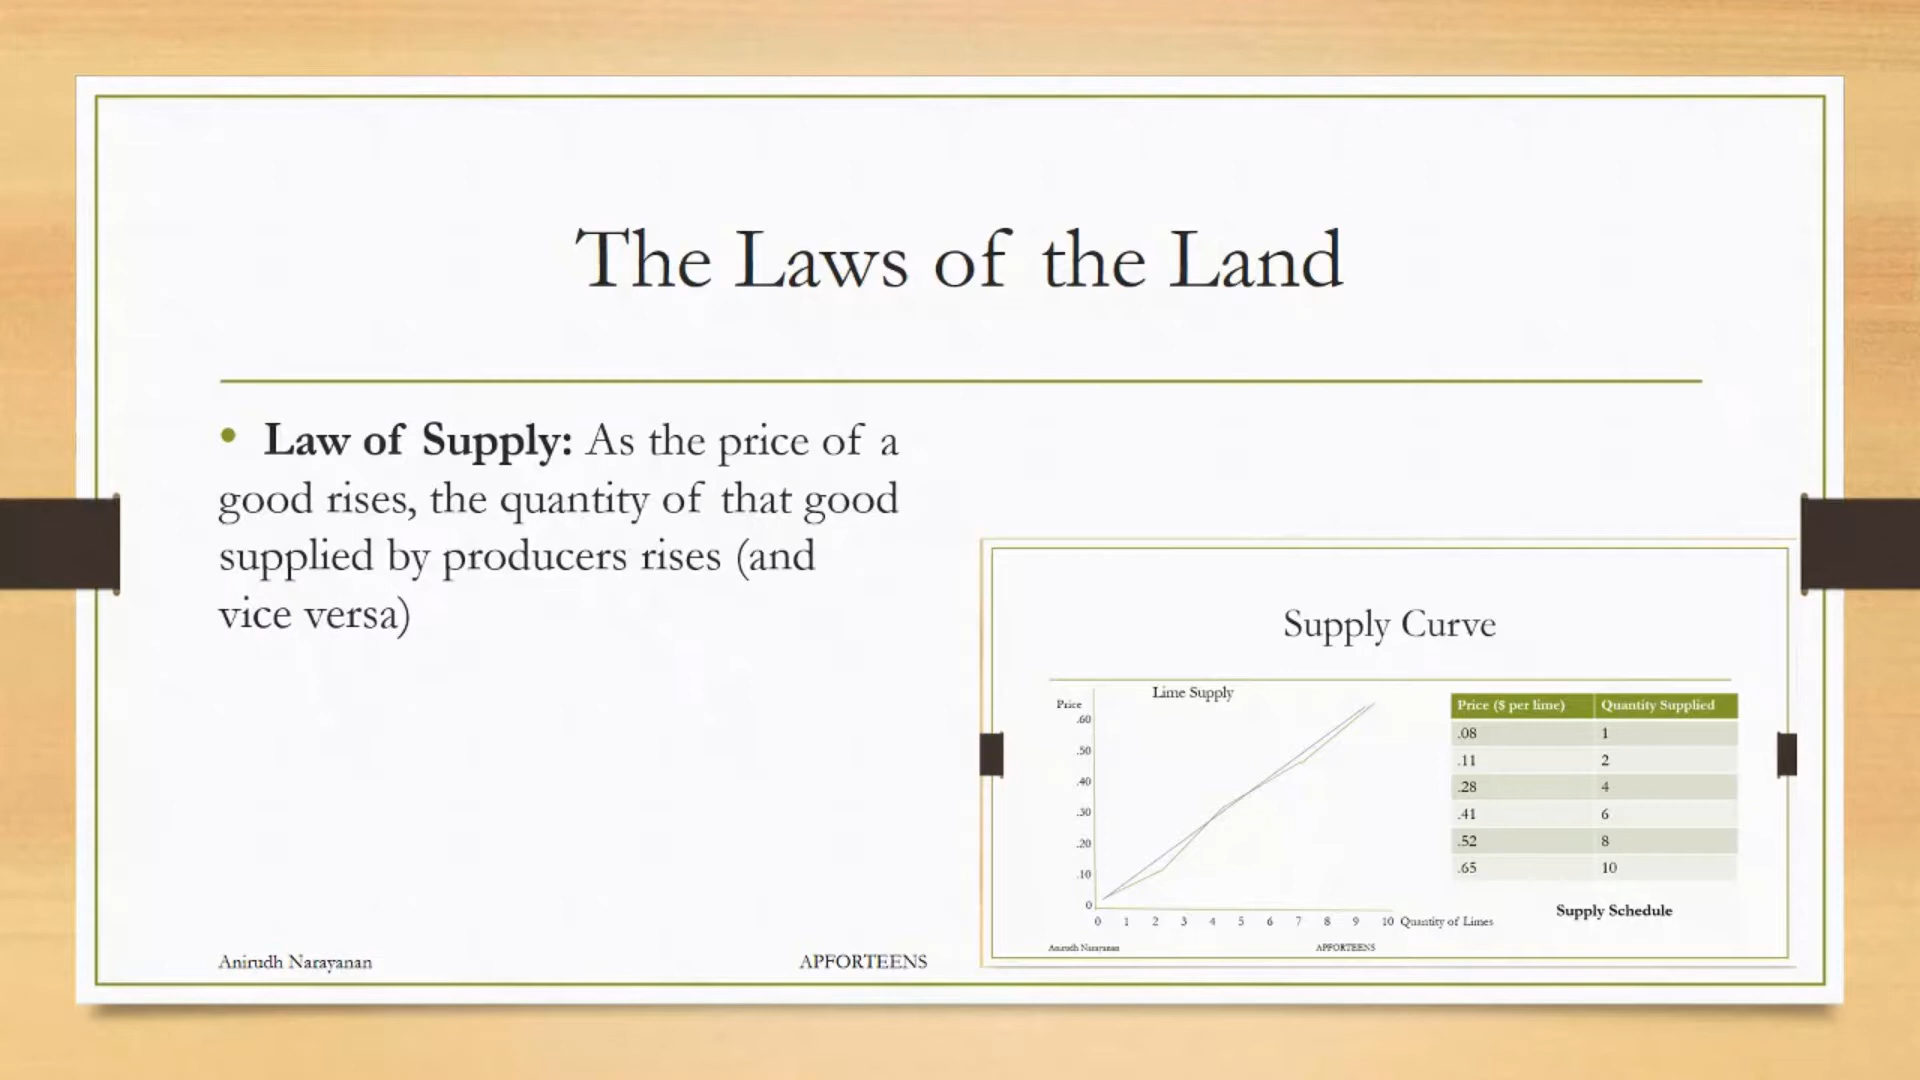 The Laws of the Land
• Law of Supply: As the price of a
good rises, the quantity of that good
supplied by producers rises (and
vice versa)
Supply Curve
Lime Supply
Price
.60
.50
.40
.30
.20
.10
0
0 1 2 3 4 5 6 7 8 9 10 Quantity of Limes
Price ($ per lime) Quantity Supplied
.08 1
.11 2
.28 4
.41 6
.52 8
.65 10
Supply Schedule
Anirudh Narayanan APFORTEENS
Anirudh Narayanan APFORTEENS